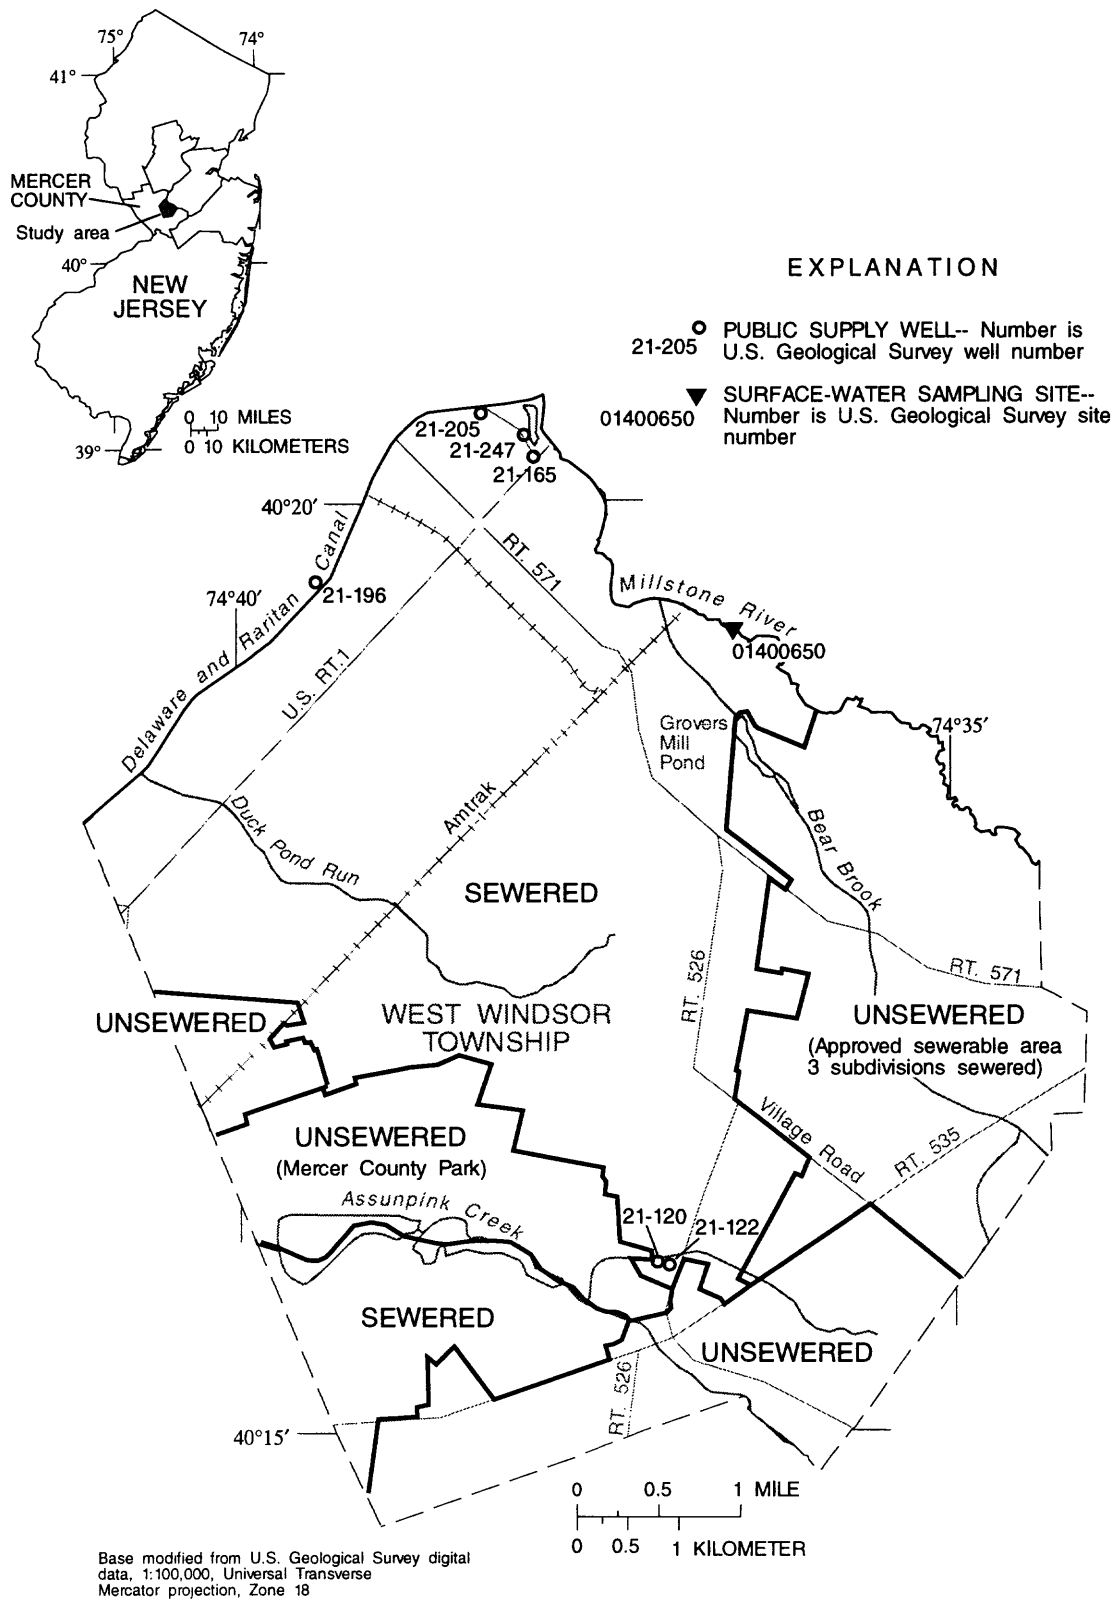 75°
74°
41°
MERCER
COUNTY
Study area
40°
NEW
JERSEY
0 10 MILES
0 10 KILOMETERS
39°
EXPLANATION
21-205
PUBLIC SUPPLY WELL-- Number is
U.S. Geological Survey well number
01400650
SURFACE-WATER SAMPLING SITE--
Number is U.S. Geological Survey site
number
21-205
21-247
21-165
40°20′
RT. 571
Millstone River
01400650
74°40′
21-196
Delaware and Raritan Canal
U.S. RT.1
Grovers
Mill
Pond
74°35′
Amtrak
Duck Pond Run
Bear Brook
SEWERED
RT. 526
RT. 571
UNSEWERED
WEST WINDSOR
TOWNSHIP
UNSEWERED
(Approved sewerable area
3 subdivisions sewered)
Village Road
RT. 535
UNSEWERED
(Mercer County Park)
Assunpink Creek
21-120
21-122
SEWERED
UNSEWERED
RT. 526
40°15′
0 0.5 1 MILE
0 0.5 1 KILOMETER
Base modified from U.S. Geological Survey digital
data, 1:100,000, Universal Transverse
Mercator projection, Zone 18